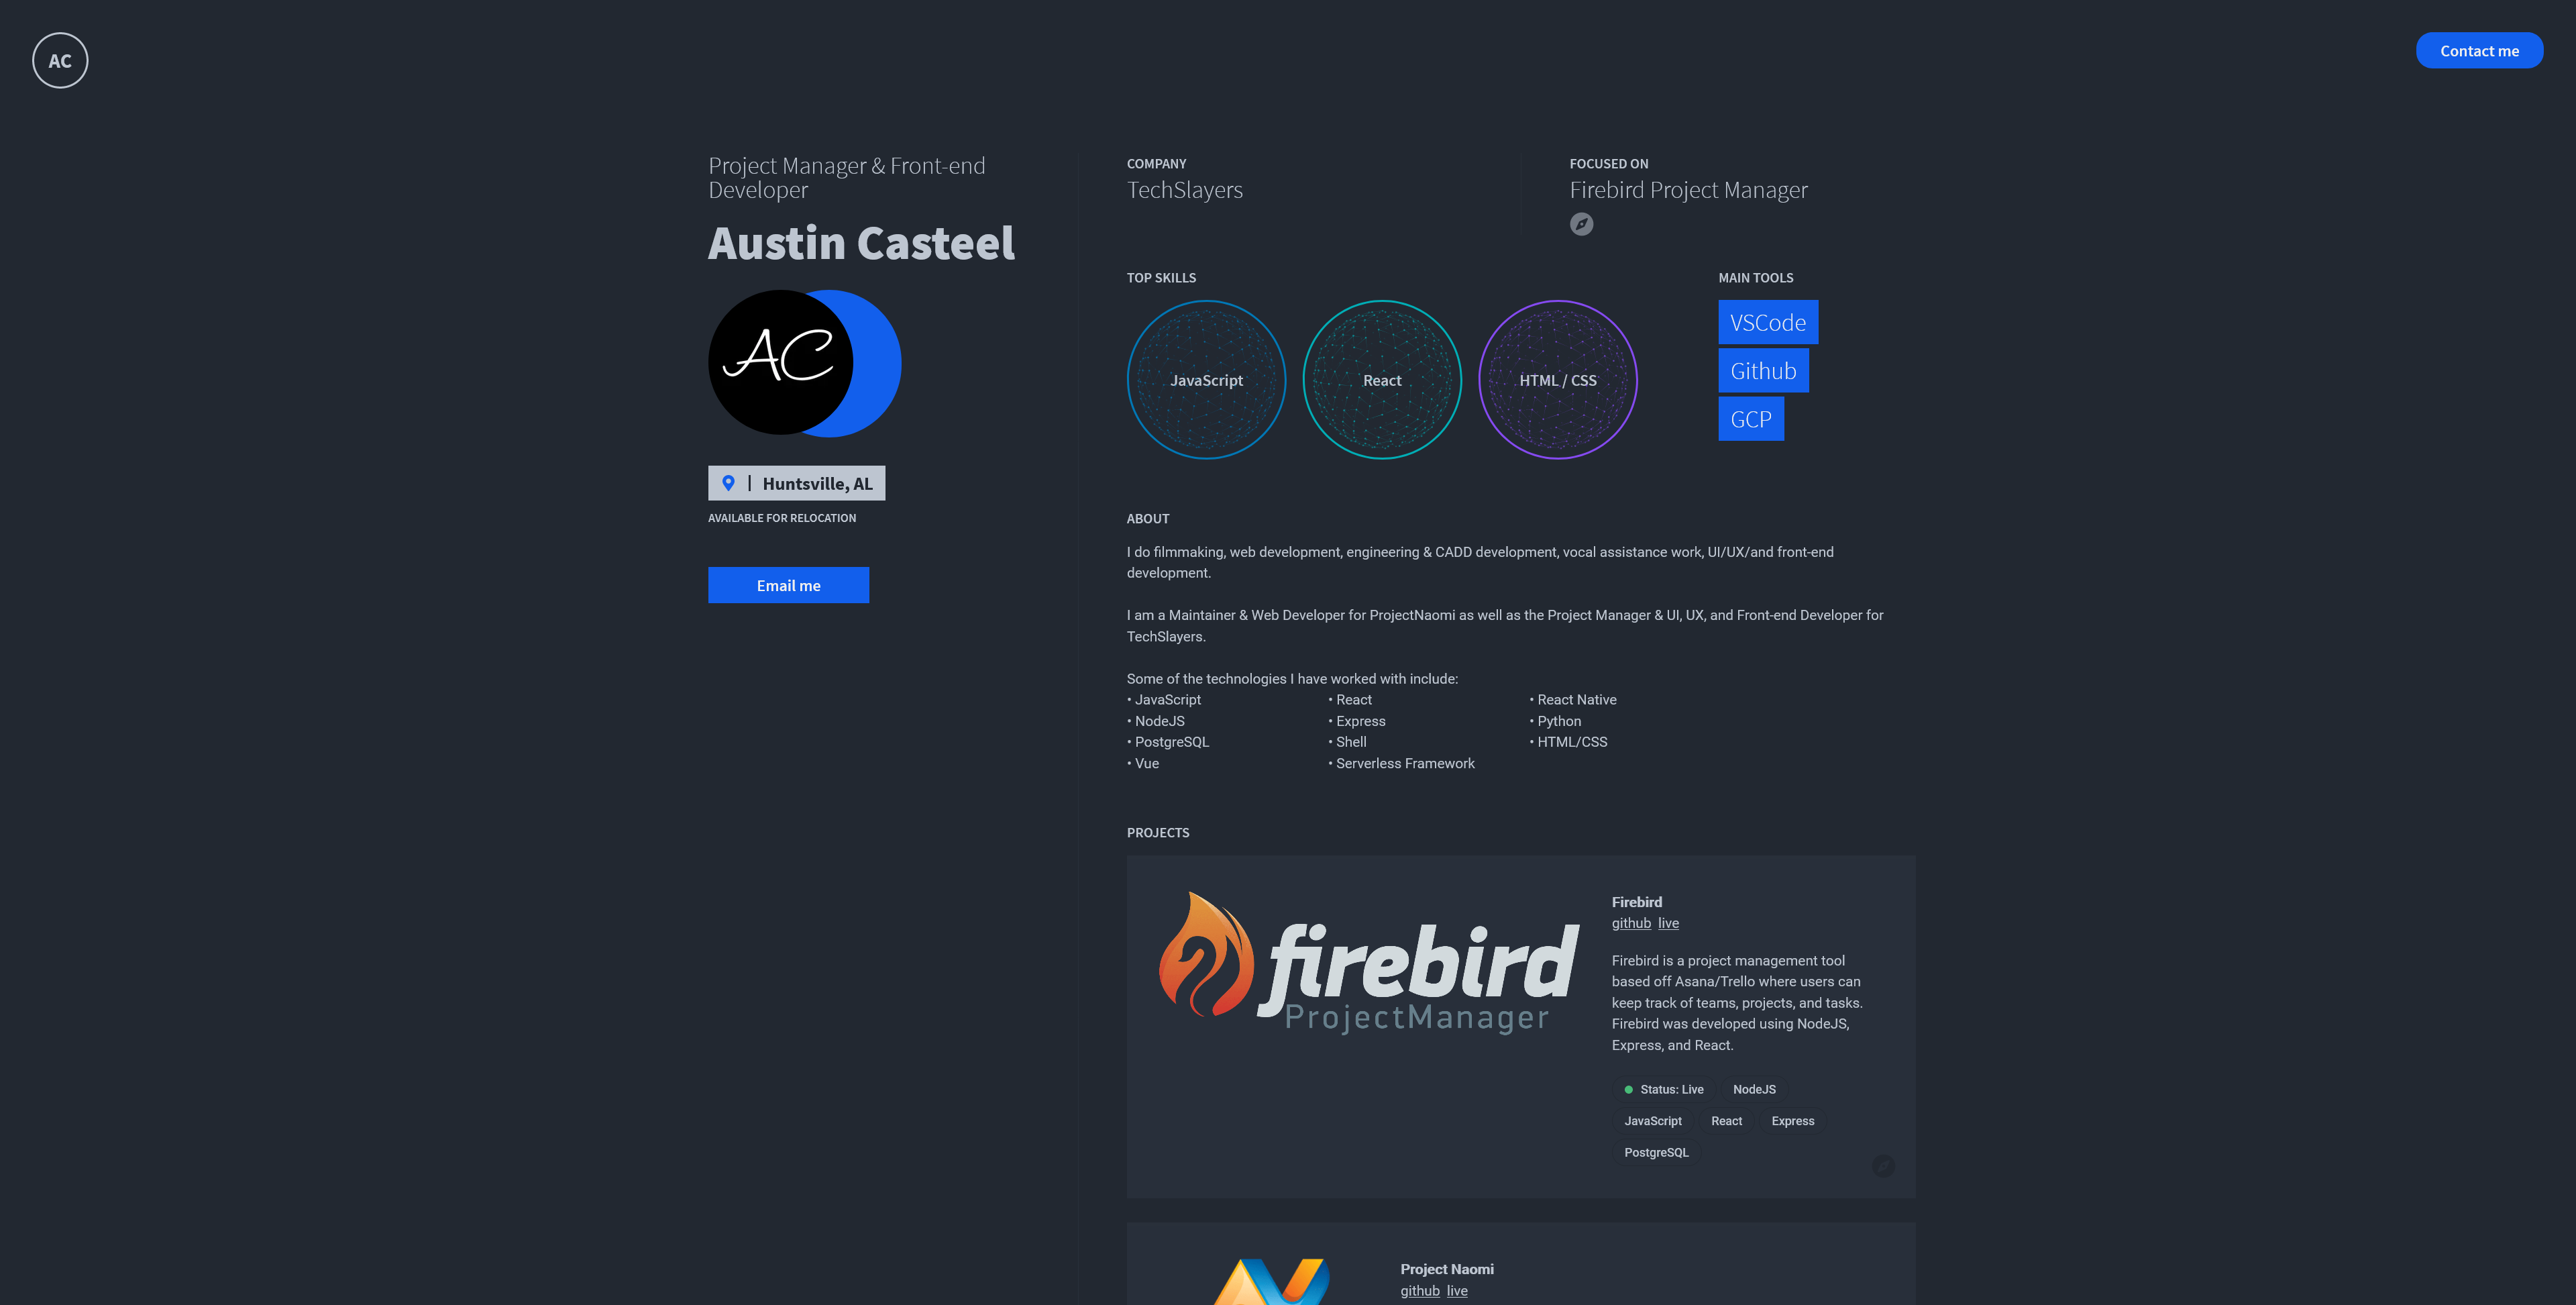 AC
Contact me
Project Manager & Front-end
Developer
Austin Casteel
AC
Huntsville, AL
AVAILABLE FOR RELOCATION
Email me
COMPANY
TechSlayers
FOCUSED ON
Firebird Project Manager
TOP SKILLS
JavaScript
React
HTML / CSS
MAIN TOOLS
VSCode
Github
GCP
ABOUT
I do filmmaking, web development, engineering & CADD development, vocal assistance work, UI/UX/and front-end
development.
I am a Maintainer & Web Developer for ProjectNaomi as well as the Project Manager & UI, UX, and Front-end Developer for
TechSlayers.
Some of the technologies I have worked with include:
• JavaScript • React • React Native
• NodeJS • Express • Python
• PostgreSQL • Shell • HTML/CSS
• Vue • Serverless Framework
PROJECTS
firebird
ProjectManager
Firebird
github live
Firebird is a project management tool
based off Asana/Trello where users can
keep track of teams, projects, and tasks.
Firebird was developed using NodeJS,
Express, and React.
Status: Live NodeJS
JavaScript React Express
PostgreSQL
Project Naomi
github live